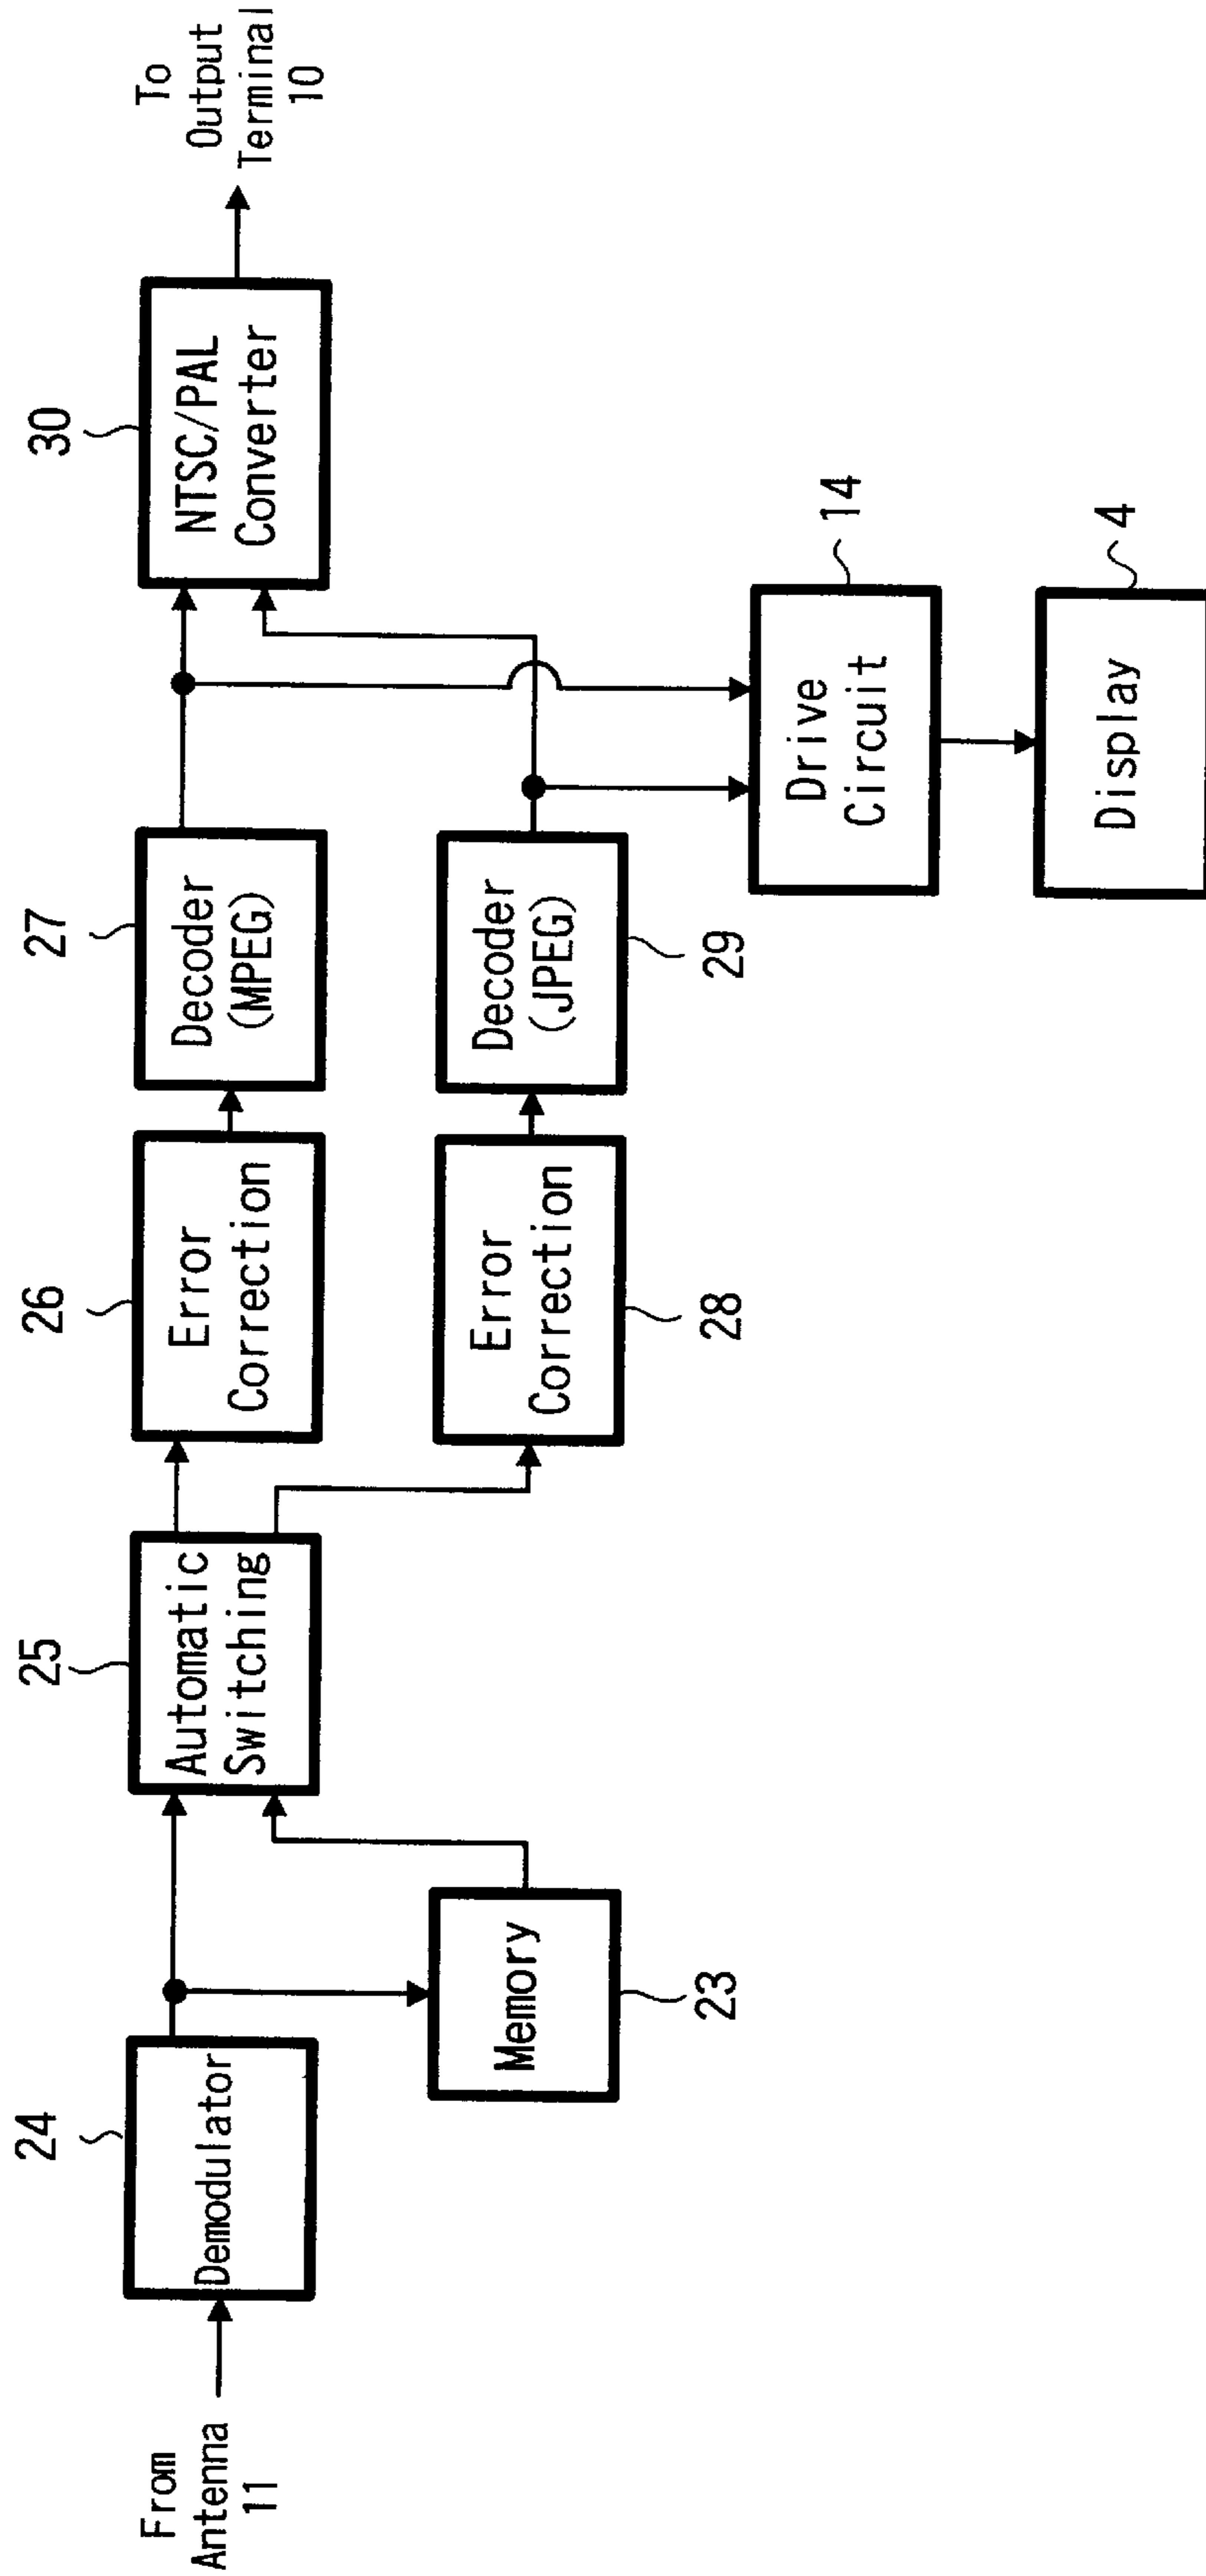 From
Antenna
11
24
Demodulator
Memory
23
25
Automatic
Switching
26
Error
Correction
Error
Correction
28
27
Decoder
(MPEG)
Decoder
(JPEG)
29
30
NTSC/PAL
Converter
To
Output
Terminal
10
Drive
Circuit
14
Display
4